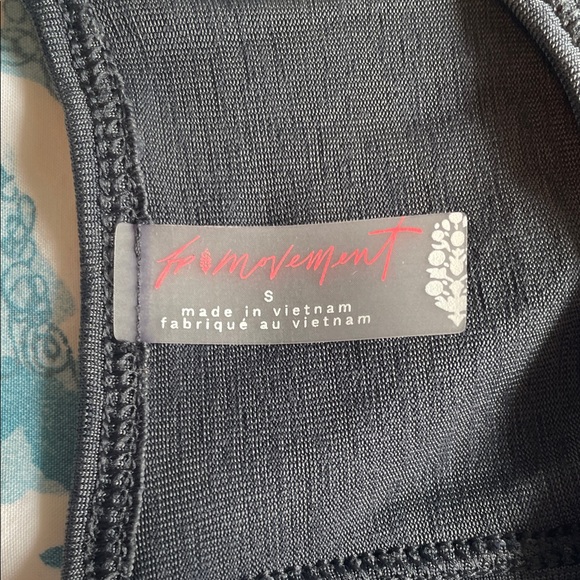 fp movement
S
made in vietnam
fabriqué au vietnam